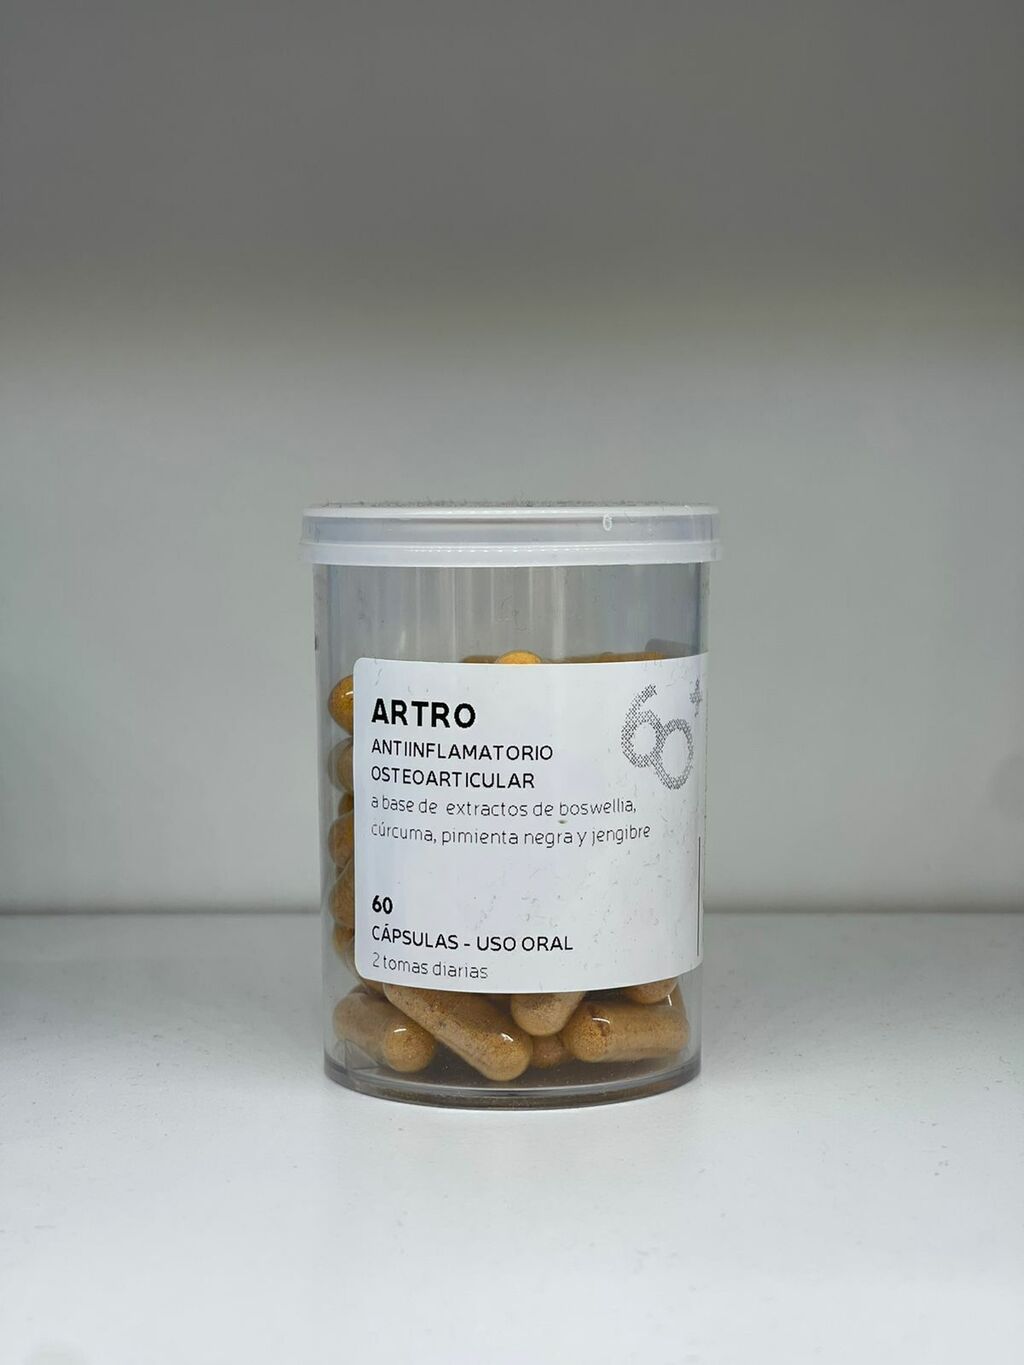 ARTRO
ANTIINFLAMATORIO
OSTEOARTICULAR
a base de extractos de boswellia,
cúrcuma, pimienta negra y jengibre
60
CÁPSULAS - USO ORAL
2 tomas diarias
60+